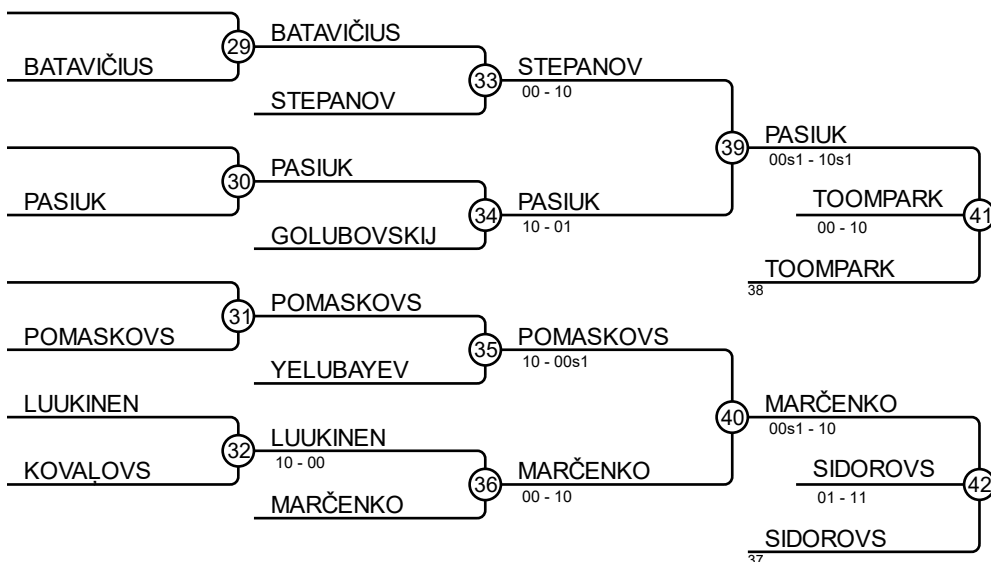 BATAVIČIUS
29
BATAVIČIUS
STEPANOV
33
STEPANOV
00 - 10
PASIUK
30
PASIUK
GOLUBOVSKIJ
34
PASIUK
10 - 01
39
PASIUK
00s1 - 10s1
TOOMPARK
00 - 10
41
TOOMPARK
38
POMASKOVS
31
POMASKOVS
YELUBAYEV
35
POMASKOVS
10 - 00s1
LUUKINEN
KOVAĻOVS
32
LUUKINEN
10 - 00
MARČENKO
36
MARČENKO
00 - 10
40
MARČENKO
00s1 - 10
SIDOROVS
01 - 11
42
SIDOROVS
37